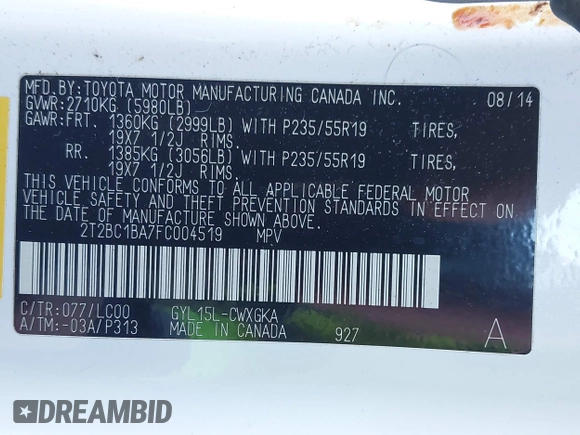 MFD.BY:TOYOTA MOTOR MANUFACTURING CANADA INC. 08/14
GVWR:2710KG (5980LB)
GAWR:FRT. 1360KG (2999LB) WITH P235/55R19 TIRES,
19X7 1/2J RIMS.
RR. 1385KG (3056LB) WITH P235/55R19 TIRES,
19X7 1/2J RIMS.
THIS VEHICLE CONFORMS TO ALL APPLICABLE FEDERAL MOTOR
VEHICLE SAFETY AND THEFT PREVENTION STANDARDS IN EFFECT ON
THE DATE OF MANUFACTURE SHOWN ABOVE.
2T2BC1BA7FC004519 MPV
C/TR:077/LC00 GYL15L-CWXGKA
A/TM:-03A/P313 MADE IN CANADA 927 A
DREAMBID